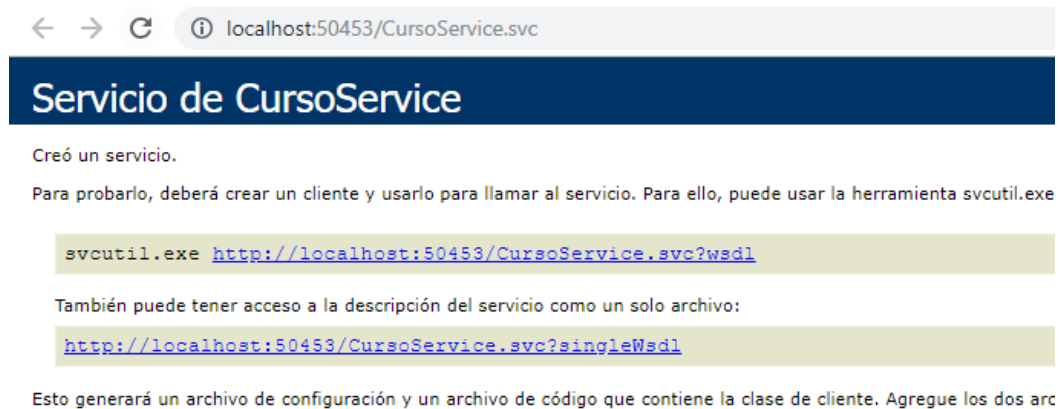 localhost:50453/CursoService.svc
Servicio de CursoService
Creó un servicio.
Para probarlo, deberá crear un cliente y usarlo para llamar al servicio. Para ello, puede usar la herramienta svcutil.exe
svcutil.exe http://localhost:50453/CursoService.svc?wsdl
También puede tener acceso a la descripción del servicio como un solo archivo:
http://localhost:50453/CursoService.svc?singleWsdl
Esto generará un archivo de configuración y un archivo de código que contiene la clase de cliente. Agregue los dos